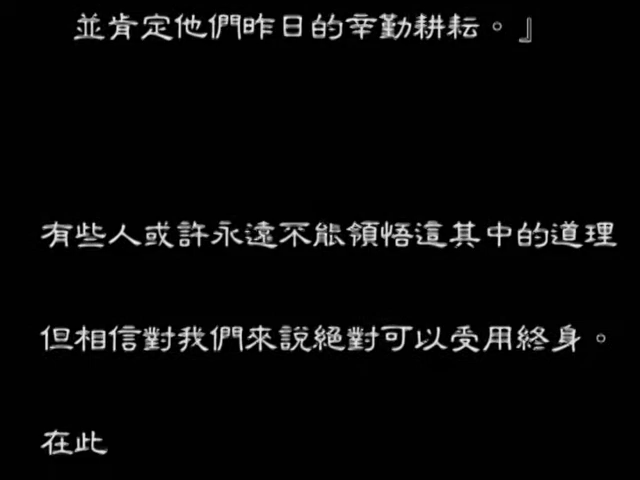 並肯定他們昨日的辛勤耕耘。』
有些人或許永遠不能領悟這其中的道理
但相信對我們來說絕對可以受用終身。
在此